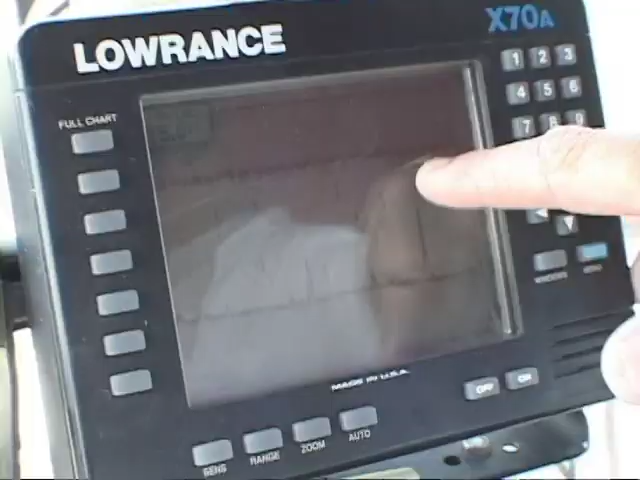 LOWRANCE
X70A
1 2 3
4 5 6
7 8 9
FULL CHART
WINDOWS
MENU
MADE IN U.S.A.
OFF ON
SENS RANGE ZOOM AUTO